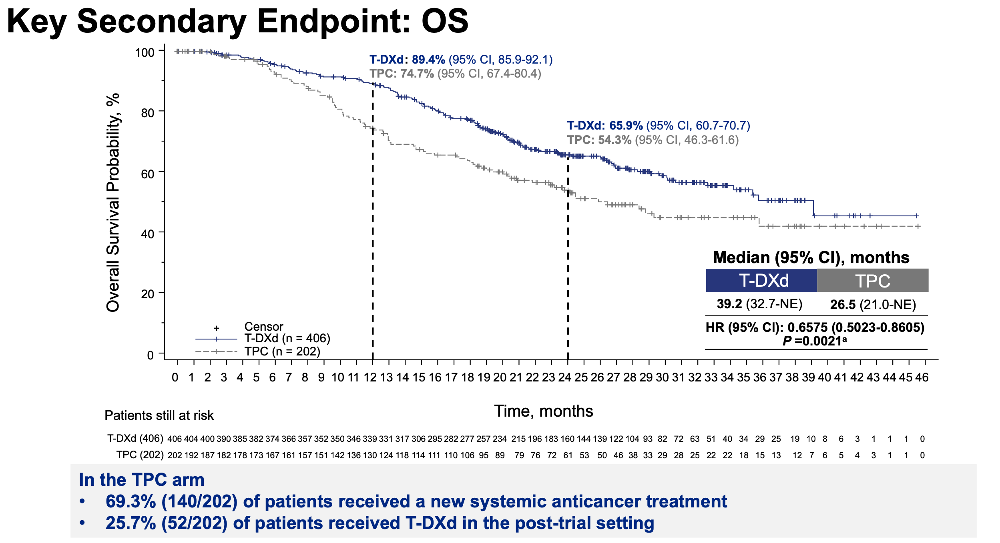 Key Secondary Endpoint: OS
T-DXd: 89.4% (95% CI, 85.9-92.1)
TPC: 74.7% (95% CI, 67.4-80.4)
T-DXd: 65.9% (95% CI, 60.7-70.7)
TPC: 54.3% (95% CI, 46.3-61.6)
Overall Survival Probability, %
100
80
60
40
20
0
Median (95% CI), months
T-DXd TPC
39.2 (32.7-NE) 26.5 (21.0-NE)
HR (95% CI): 0.6575 (0.5023-0.8605)
P =0.0021ᵃ
+ Censor
T-DXd (n = 406)
TPC (n = 202)
0 1 2 3 4 5 6 7 8 9 10 11 12 13 14 15 16 17 18 19 20 21 22 23 24 25 26 27 28 29 30 31 32 33 34 35 36 37 38 39 40 41 42 43 44 45 46
Time, months
Patients still at risk
T-DXd (406) 406 404 400 390 385 382 374 366 357 352 350 346 339 331 317 306 295 282 277 257 234 215 196 183 160 144 139 122 104 93 82 72 63 51 40 34 29 25 19 10 8 6 3 1 1 1 0
TPC (202) 202 192 187 182 178 173 167 161 157 151 142 136 130 124 118 114 111 110 106 95 89 79 76 72 61 53 50 46 38 33 29 28 25 22 22 18 15 13 12 7 6 5 4 3 1 1 0
In the TPC arm
• 69.3% (140/202) of patients received a new systemic anticancer treatment
• 25.7% (52/202) of patients received T-DXd in the post-trial setting